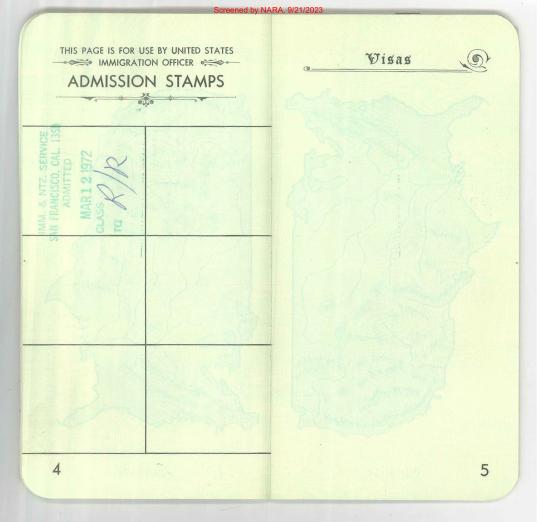 Screened by NARA, 9/21/2023
THIS PAGE IS FOR USE BY UNITED STATES
IMMIGRATION OFFICER
ADMISSION STAMPS
IMM. & NTZ. SERVICE
SAN FRANCISCO, CAL. 1359
ADMITTED
MAR 12 1972
CLASS R/R
TO
4
Visas
5